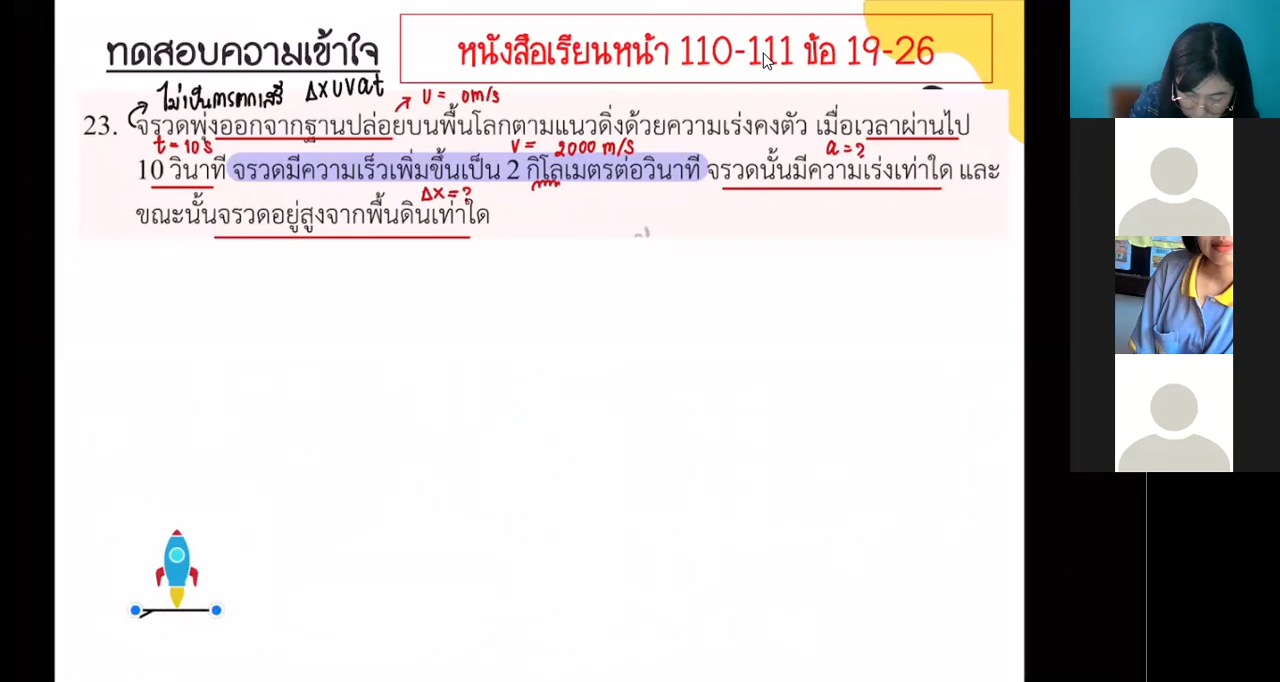 ทดสอบความเข้าใจ
หนังสือเรียนหน้า 110-111 ข้อ 19-26
ไม่เป็นการตกเสรี ΔX U V a t
U = 0m/s
23. จรวดพุ่งออกจากฐานปล่อยบนพื้นโลกตามแนวดิ่งด้วยความเร่งคงตัว เมื่อเวลาผ่านไป
t = 10 s
V = 2000 m/s
a = ?
10 วินาที จรวดมีความเร็วเพิ่มขึ้นเป็น 2 กิโลเมตรต่อวินาที จรวดนั้นมีความเร่งเท่าใด และ
ΔX = ?
ขณะนั้นจรวดอยู่สูงจากพื้นดินเท่าใด